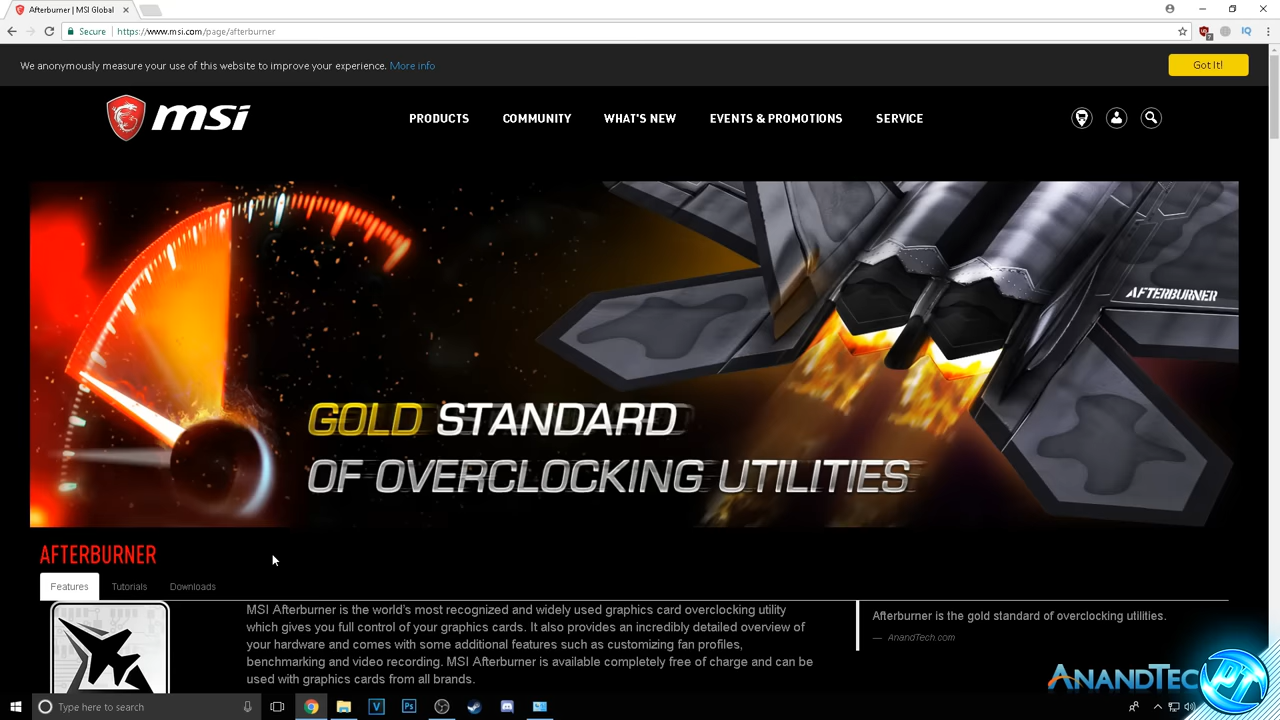 Afterburner | MSI Global
Secure
https://www.msi.com/page/afterburner
7
IQ
We anonymously measure your use of this website to improve your experience. More info
Got It!
msi
PRODUCTS
COMMUNITY
WHAT'S NEW
EVENTS & PROMOTIONS
SERVICE
AFTERBURNER
GOLD STANDARD
OF OVERCLOCKING UTILITIES
AFTERBURNER
Features
Tutorials
Downloads
MSI Afterburner is the world's most recognized and widely used graphics card overclocking utility
which gives you full control of your graphics cards. It also provides an incredibly detailed overview of
your hardware and comes with some additional features such as customizing fan profiles,
benchmarking and video recording. MSI Afterburner is available completely free of charge and can be
used with graphics cards from all brands.
Afterburner is the gold standard of overclocking utilities.
— AnandTech.com
ANANDTEC
PT
Type here to search
V
Ps